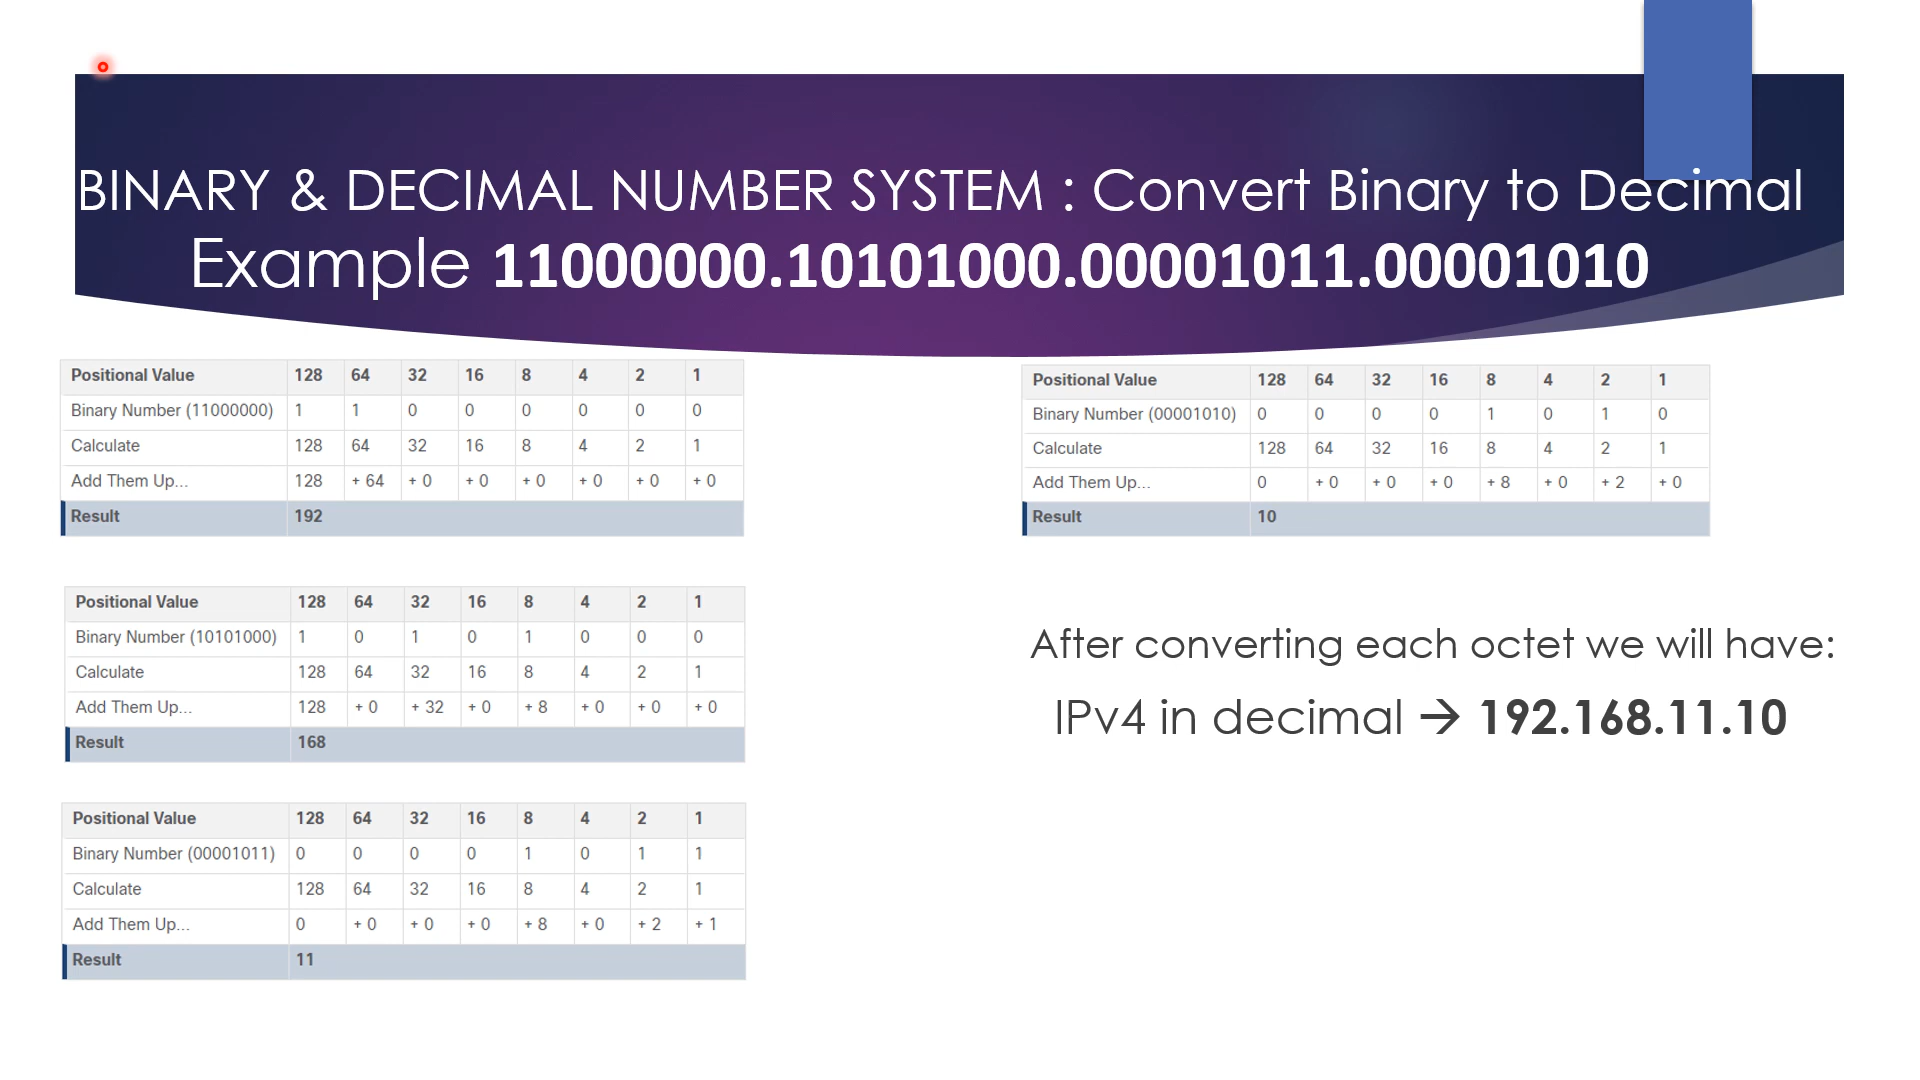 BINARY & DECIMAL NUMBER SYSTEM : Convert Binary to Decimal
Example 11000000.10101000.00001011.00001010
Positional Value 128 64 32 16 8 4 2 1
Binary Number (11000000) 1 1 0 0 0 0 0 0
Calculate 128 64 32 16 8 4 2 1
Add Them Up... 128 + 64 + 0 + 0 + 0 + 0 + 0 + 0
Result 192
Positional Value 128 64 32 16 8 4 2 1
Binary Number (10101000) 1 0 1 0 1 0 0 0
Calculate 128 64 32 16 8 4 2 1
Add Them Up... 128 + 0 + 32 + 0 + 8 + 0 + 0 + 0
Result 168
Positional Value 128 64 32 16 8 4 2 1
Binary Number (00001011) 0 0 0 0 1 0 1 1
Calculate 128 64 32 16 8 4 2 1
Add Them Up... 0 + 0 + 0 + 0 + 8 + 0 + 2 + 1
Result 11
Positional Value 128 64 32 16 8 4 2 1
Binary Number (00001010) 0 0 0 0 1 0 1 0
Calculate 128 64 32 16 8 4 2 1
Add Them Up... 0 + 0 + 0 + 0 + 8 + 0 + 2 + 0
Result 10
After converting each octet we will have:
IPv4 in decimal → 192.168.11.10